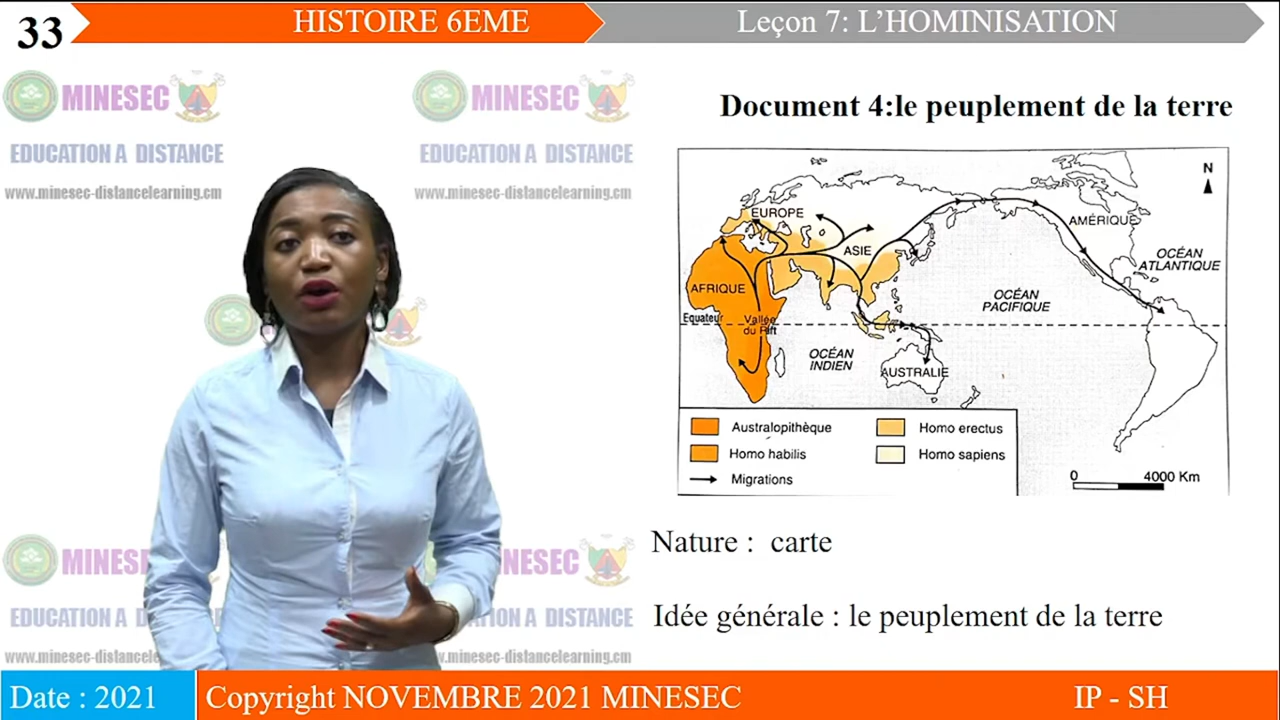 33
HISTOIRE 6EME
Leçon 7: L'HOMINISATION
MINESEC
EDUCATION A DISTANCE
www.minesec-distancelearning.cm
MINESEC
EDUCATION A DISTANCE
www.minesec-distancelearning.cm
Document 4:le peuplement de la terre
N
EUROPE
ASIE
AMÉRIQUE
OCÉAN
ATLANTIQUE
AFRIQUE
OCÉAN
PACIFIQUE
Equateur
Vallée
du Rift
OCÉAN
INDIEN
AUSTRALIE
Australopithèque
Homo habilis
Migrations
Homo erectus
Homo sapiens
0 4000 Km
Nature : carte
Idée générale : le peuplement de la terre
MINESEC
EDUCATION A
www.minesec-distancele
NESEC
ION A DISTANCE
.minesec-distancelearning.cm
Date : 2021
Copyright NOVEMBRE 2021 MINESEC
IP - SH